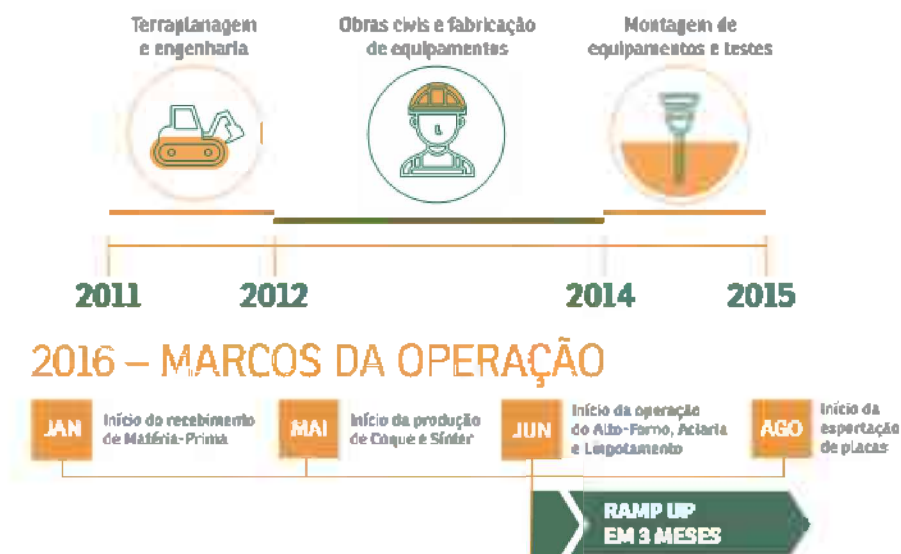 Terraplanagem
e engenharia
Obras civis e fabricação
de equipamentos
Montagem de
equipamentos e testes
2011
2012
2014
2015
2016 – MARCOS DA OPERAÇÃO
JAN
Início do recebimento
de Matéria-Prima
MAI
Início da produção
de Coque e Sínter
JUN
Início da operação
do Alto-Forno, Aciaria
e Lingotamento
AGO
Início da
exportação
de placas
RAMP UP
EM 3 MESES